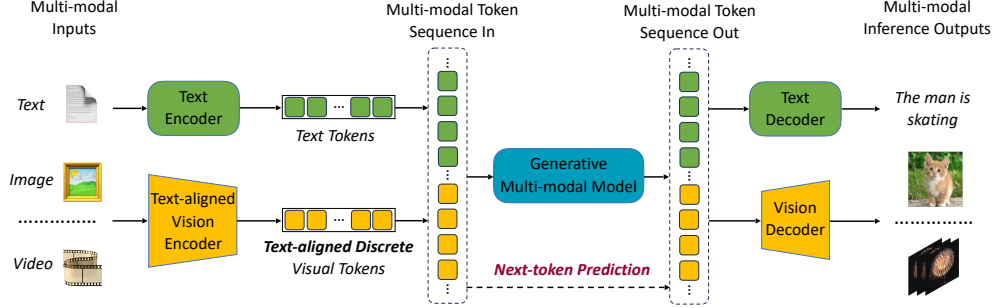 Multi-modal
Inputs
Multi-modal Token
Sequence In
Multi-modal Token
Sequence Out
Multi-modal
Inference Outputs
Text
Text
Encoder
Text Tokens
Text
Decoder
The man is
skating
Image
Video
Text-aligned
Vision
Encoder
Text-aligned Discrete
Visual Tokens
Generative
Multi-modal Model
Next-token Prediction
Vision
Decoder